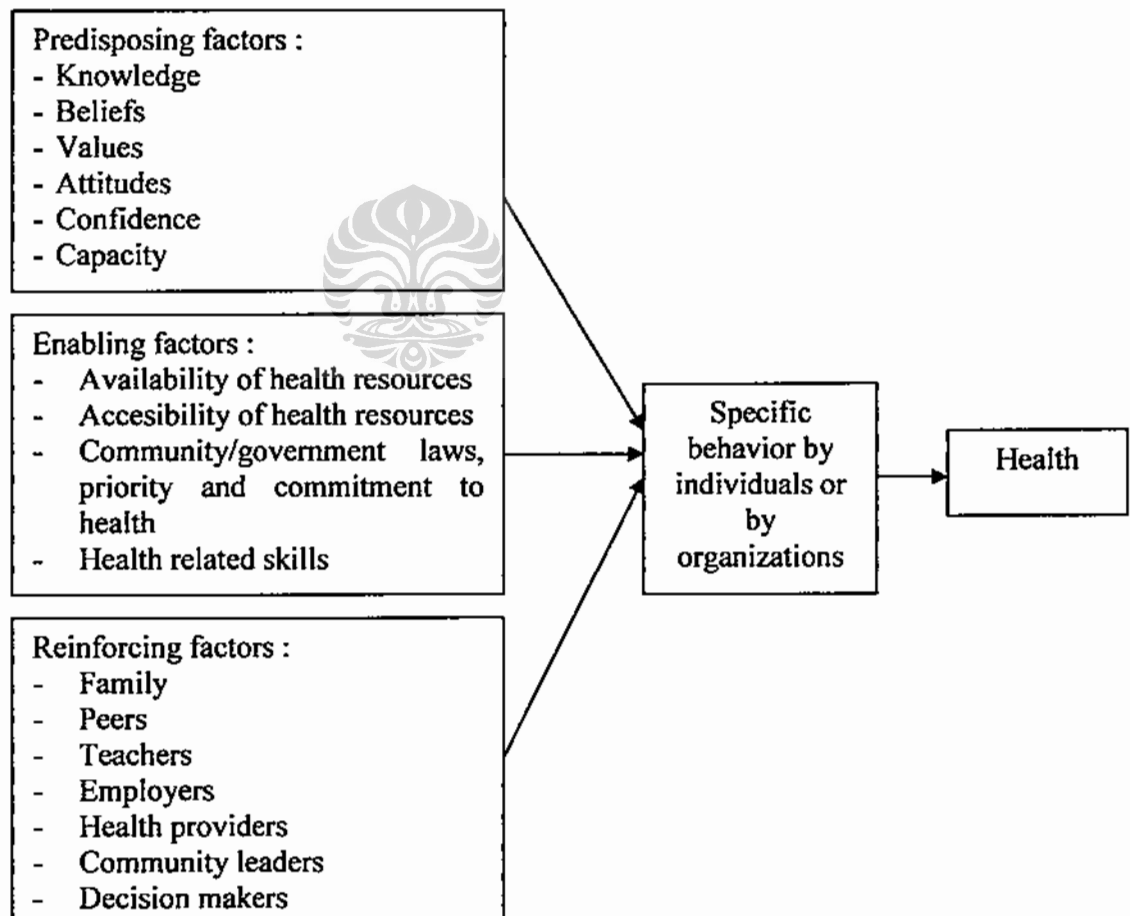 Predisposing factors :
- Knowledge
- Beliefs
- Values
- Attitudes
- Confidence
- Capacity
Enabling factors :
- Availability of health resources
- Accesibility of health resources
- Community/government laws,
priority and commitment to
health
- Health related skills
Reinforcing factors :
- Family
- Peers
- Teachers
- Employers
- Health providers
- Community leaders
- Decision makers
Specific
behavior by
individuals or
by
organizations
Health